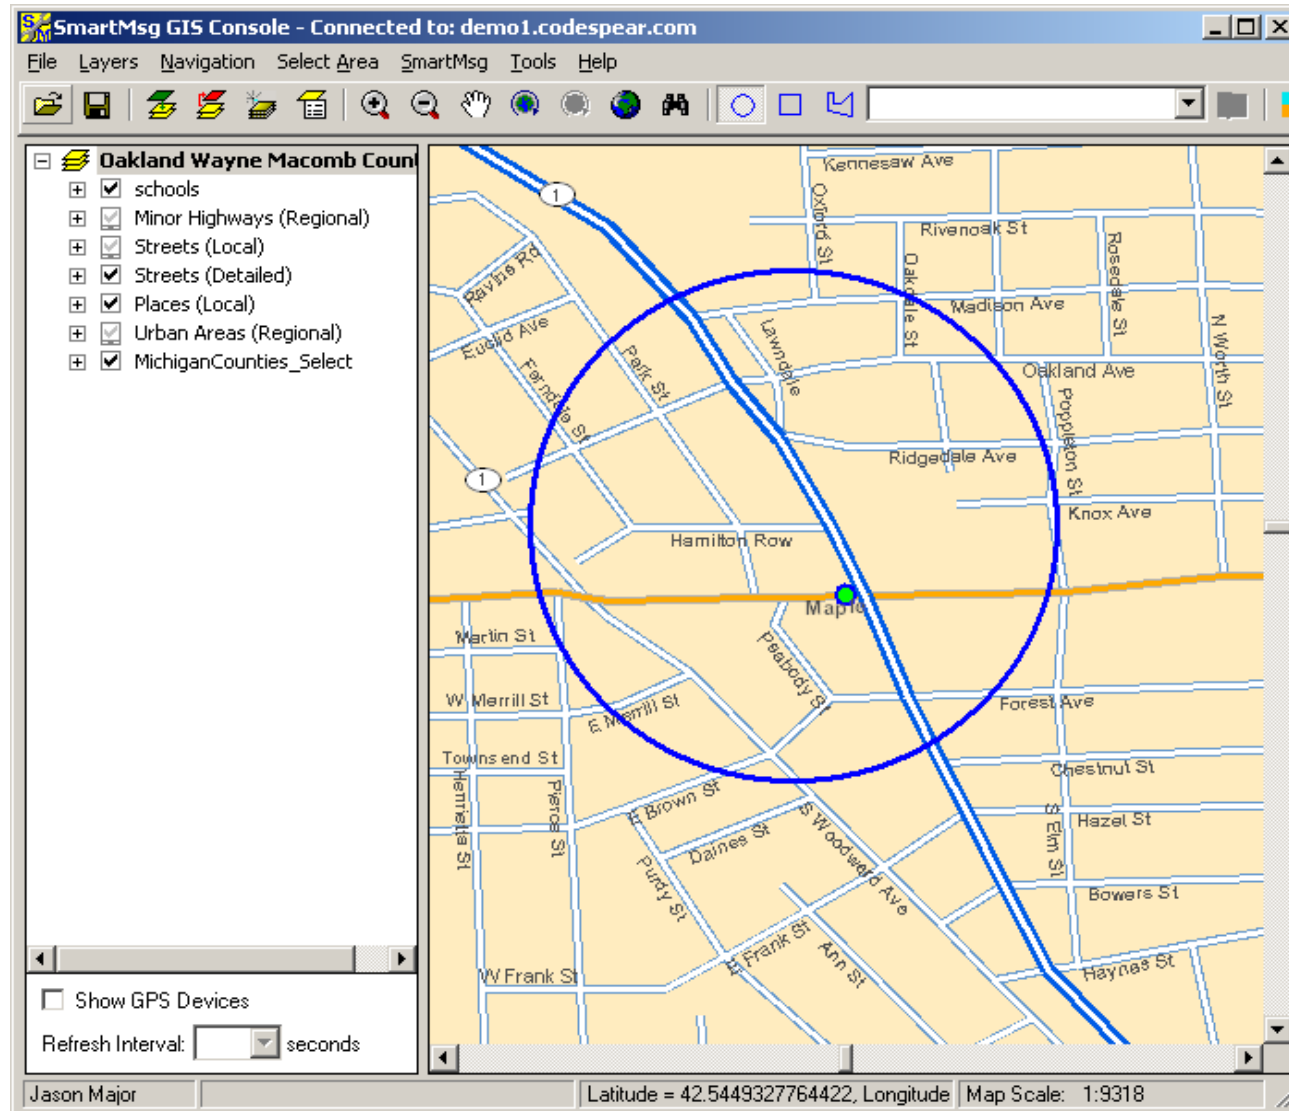 SmartMsg GIS Console - Connected to: demo1.codespear.com
File Layers Navigation Select Area SmartMsg Tools Help
Oakland Wayne Macomb Coun
schools
Minor Highways (Regional)
Streets (Local)
Streets (Detailed)
Places (Local)
Urban Areas (Regional)
MichiganCounties_Select
Show GPS Devices
Refresh Interval: seconds
Kennesaw Ave
1
Oxford St
Rivenoak St
Rosedale St
Oakdale St
Ravine Rd
Madison Ave
N Worth St
Euclid Ave
Lawndale
Park St
Oakland Ave
Ferndale St
Poppleton St
Ridgedale Ave
1
Knox Ave
Hamilton Row
Maple
Martin St
Peabody St
W Merrill St
E Merrill St
Forest Ave
Townsend St
Chestnut St
Henrietta St
Pierce St
E Brown St
S Woodward Ave
Hazel St
S Elm St
Daines St
Purdy St
Bowers St
E Frank St
Ann St
W Frank St
Haynes St
Jason Major
Latitude = 42.5449327764422, Longitude
Map Scale: 1:9318